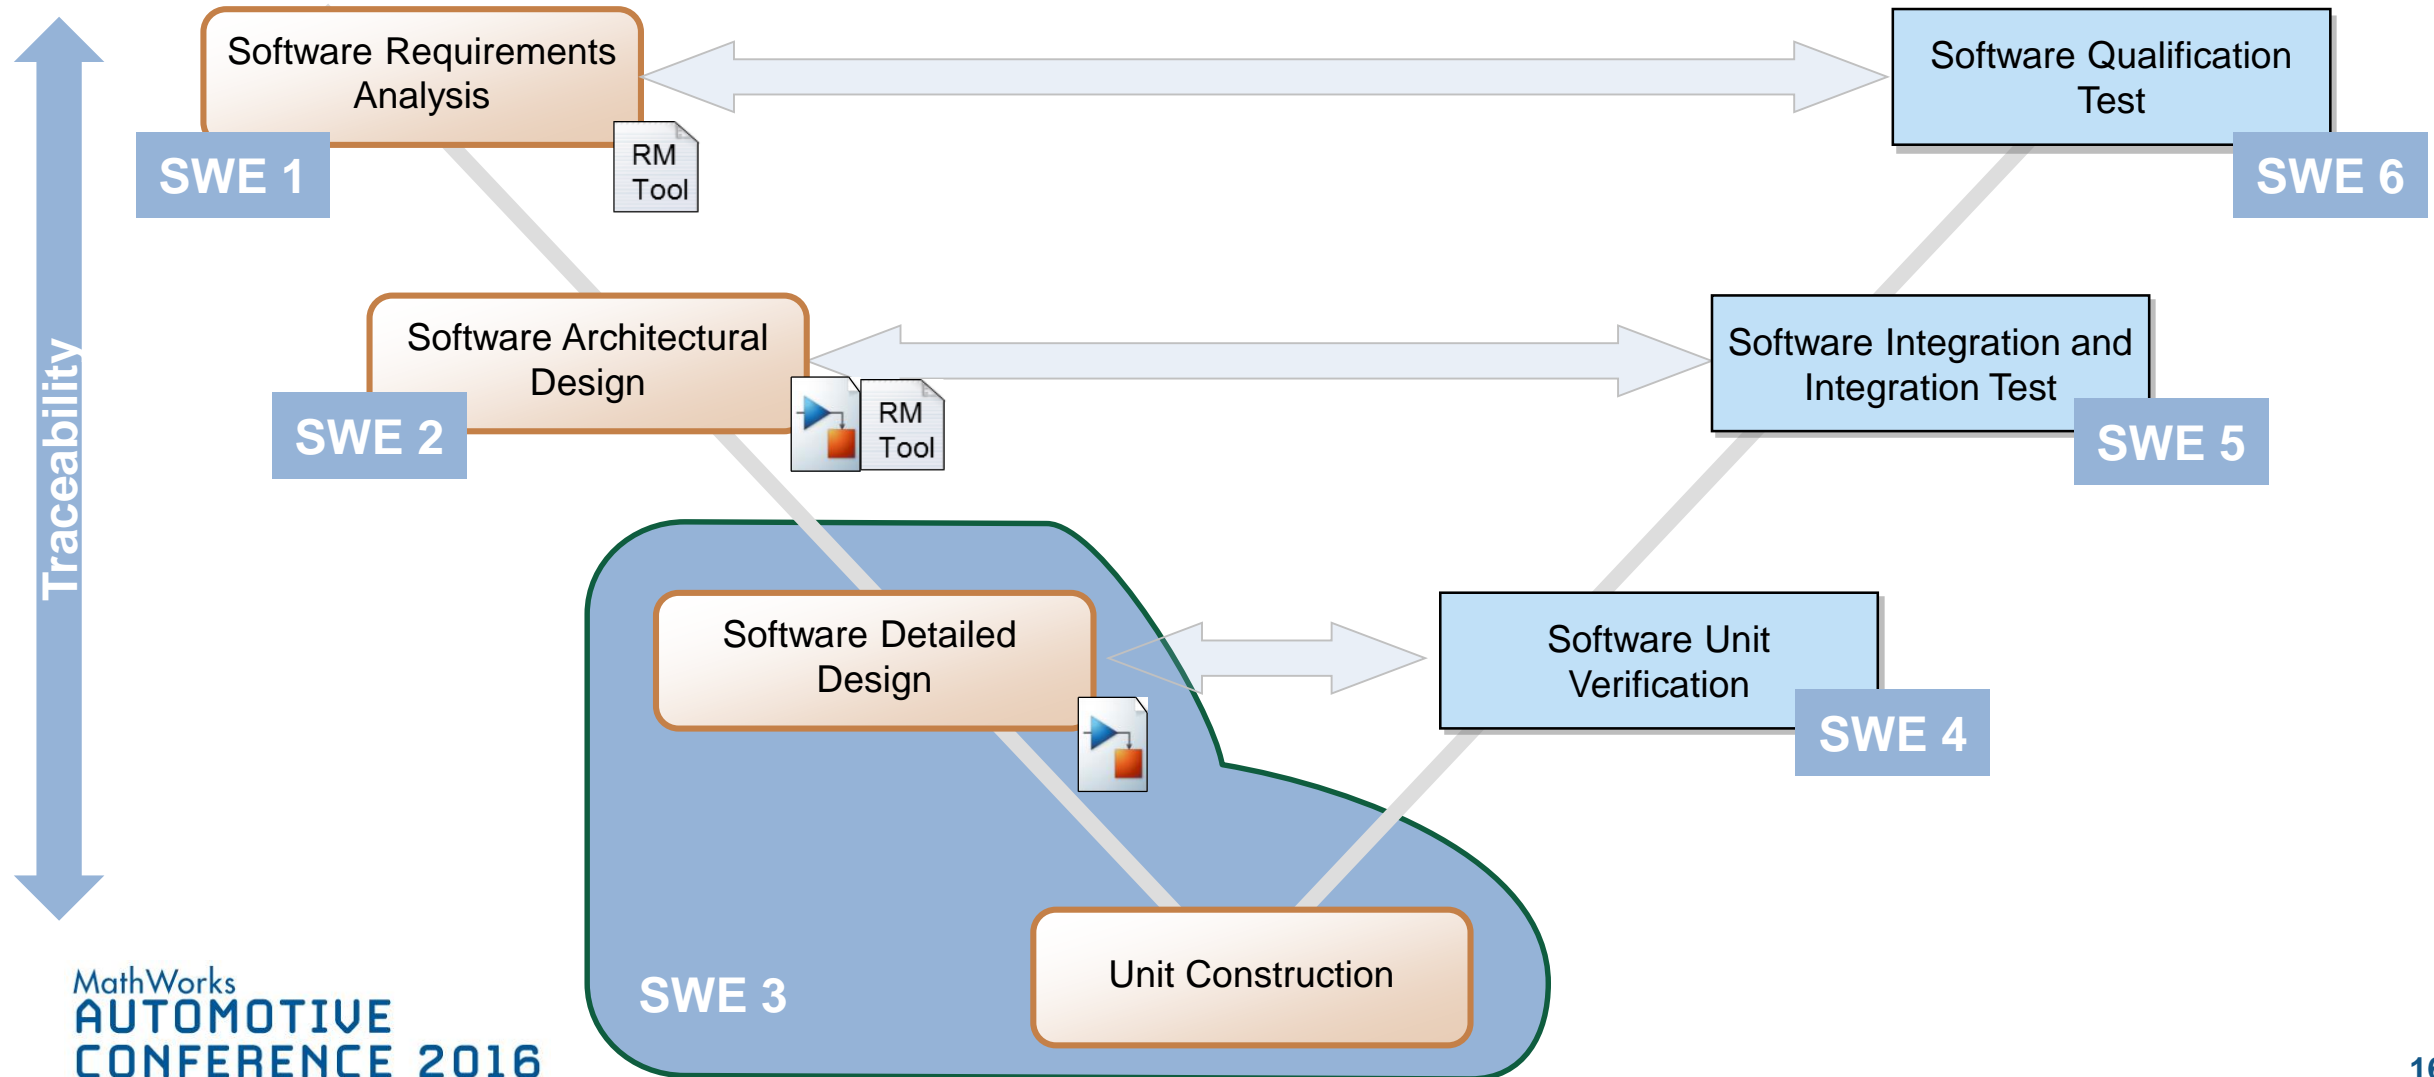 Software Requirements
Analysis
SWE 1
RM
Tool
Software Qualification
Test
SWE 6
Traceability
Software Architectural
Design
SWE 2
RM
Tool
Software Integration and
Integration Test
SWE 5
Software Detailed
Design
Software Unit
Verification
SWE 4
SWE 3
Unit Construction
MathWorks
AUTOMOTIVE
CONFERENCE 2016